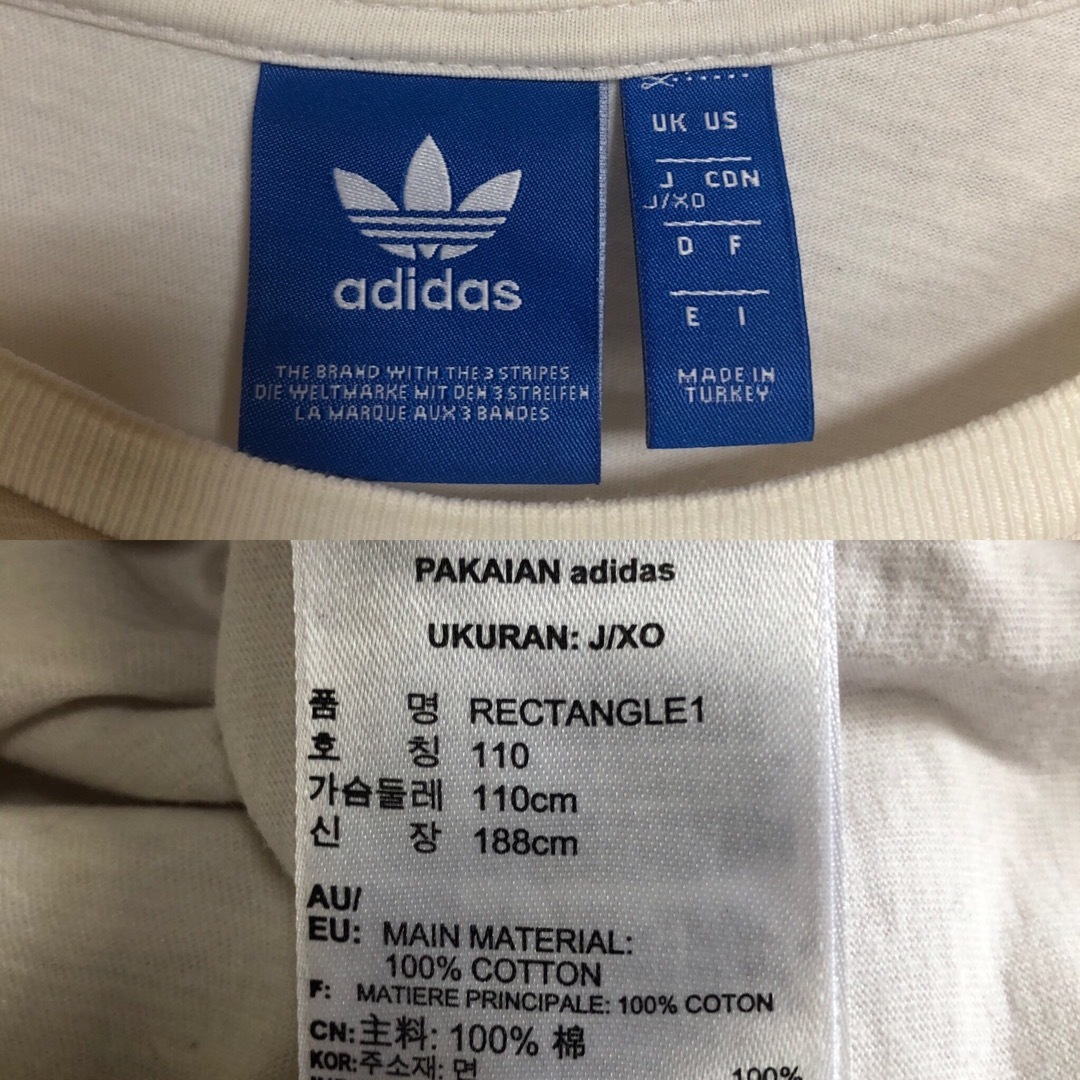 adidas
THE BRAND WITH THE 3 STRIPES
DIE WELTMARKE MIT DEN 3 STREIFEN
LA MARQUE AUX 3 BANDES
UK US
J CDN
J/XO
D F
E I
MADE IN
TURKEY
PAKAIAN adidas
UKURAN: J/XO
품 명 RECTANGLE1
호 칭 110
가슴둘레 110cm
신 장 188cm
AU/
EU: MAIN MATERIAL:
100% COTTON
F: MATIERE PRINCIPALE: 100% COTON
CN: 主料: 100% 棉
KOR: 주소재: 면
100%